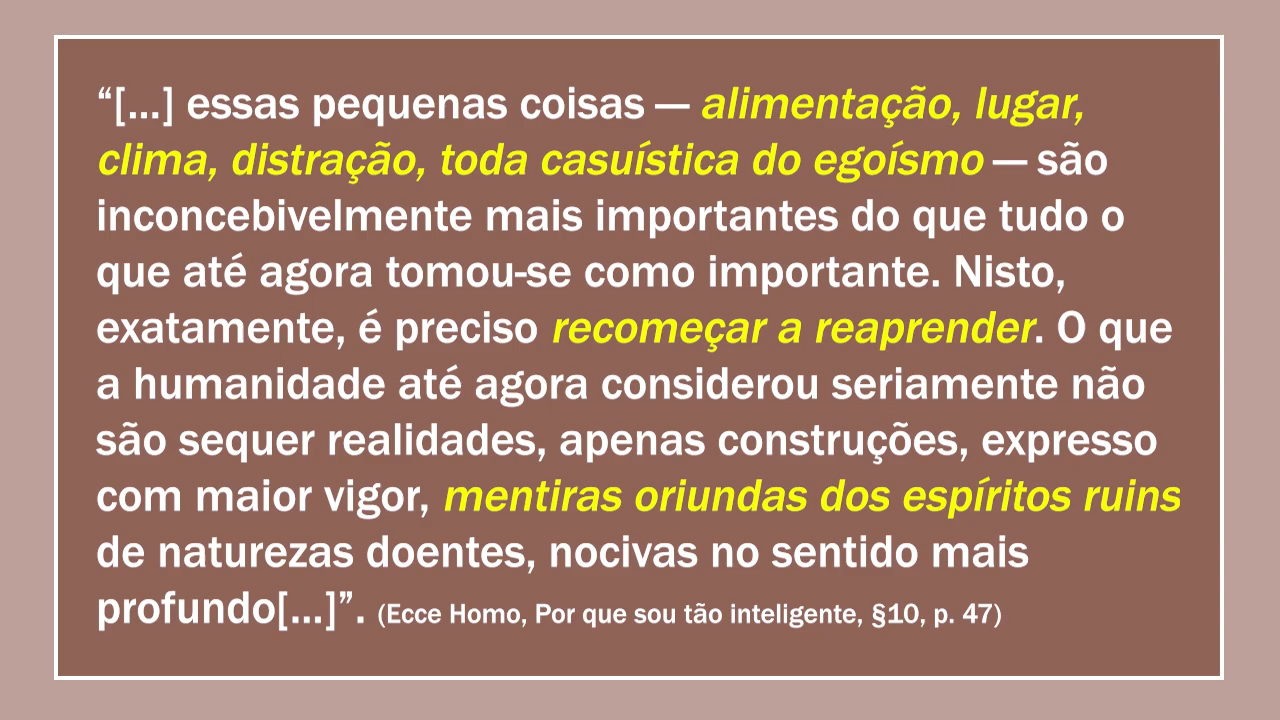 “[...] essas pequenas coisas — alimentação, lugar,
clima, distração, toda casuística do egoísmo — são
inconcebivelmente mais importantes do que tudo o
que até agora tomou-se como importante. Nisto,
exatamente, é preciso recomeçar a reaprender. O que
a humanidade até agora considerou seriamente não
são sequer realidades, apenas construções, expresso
com maior vigor, mentiras oriundas dos espíritos ruins
de naturezas doentes, nocivas no sentido mais
profundo[...]”. (Ecce Homo, Por que sou tão inteligente, §10, p. 47)